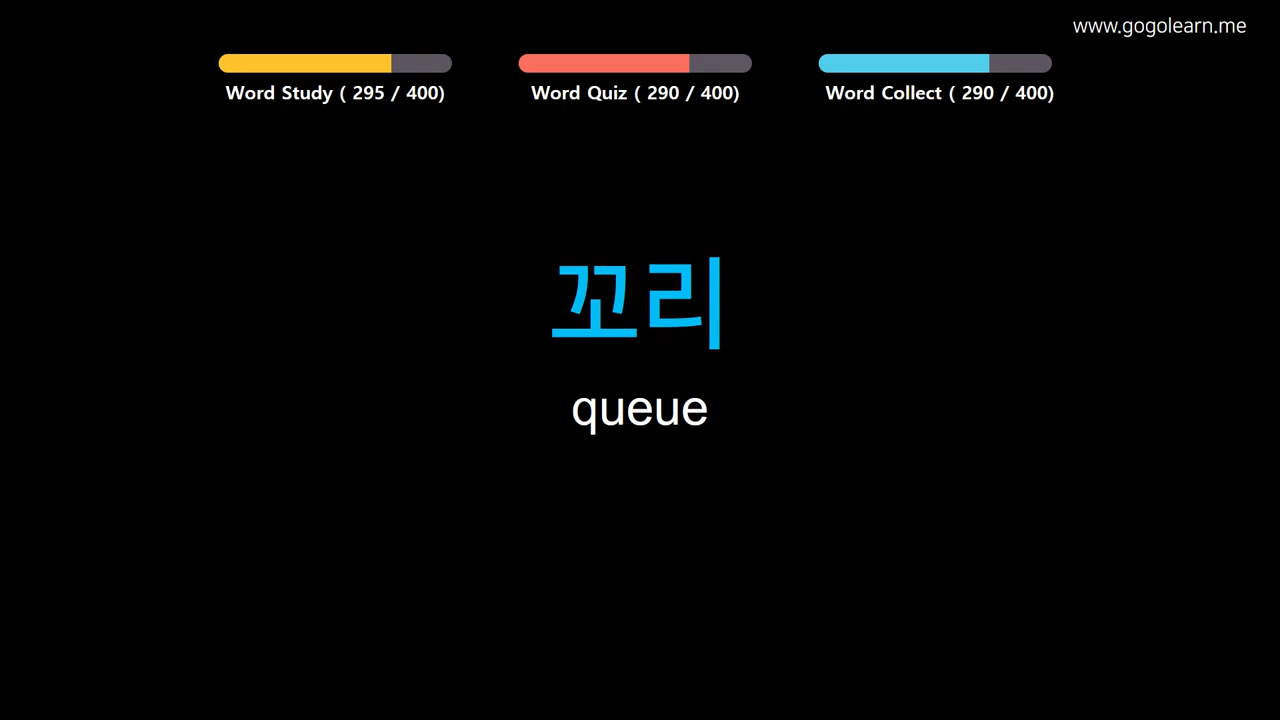 www.gogolearn.me
Word Study ( 295 / 400)
Word Quiz ( 290 / 400)
Word Collect ( 290 / 400)
꼬리
queue